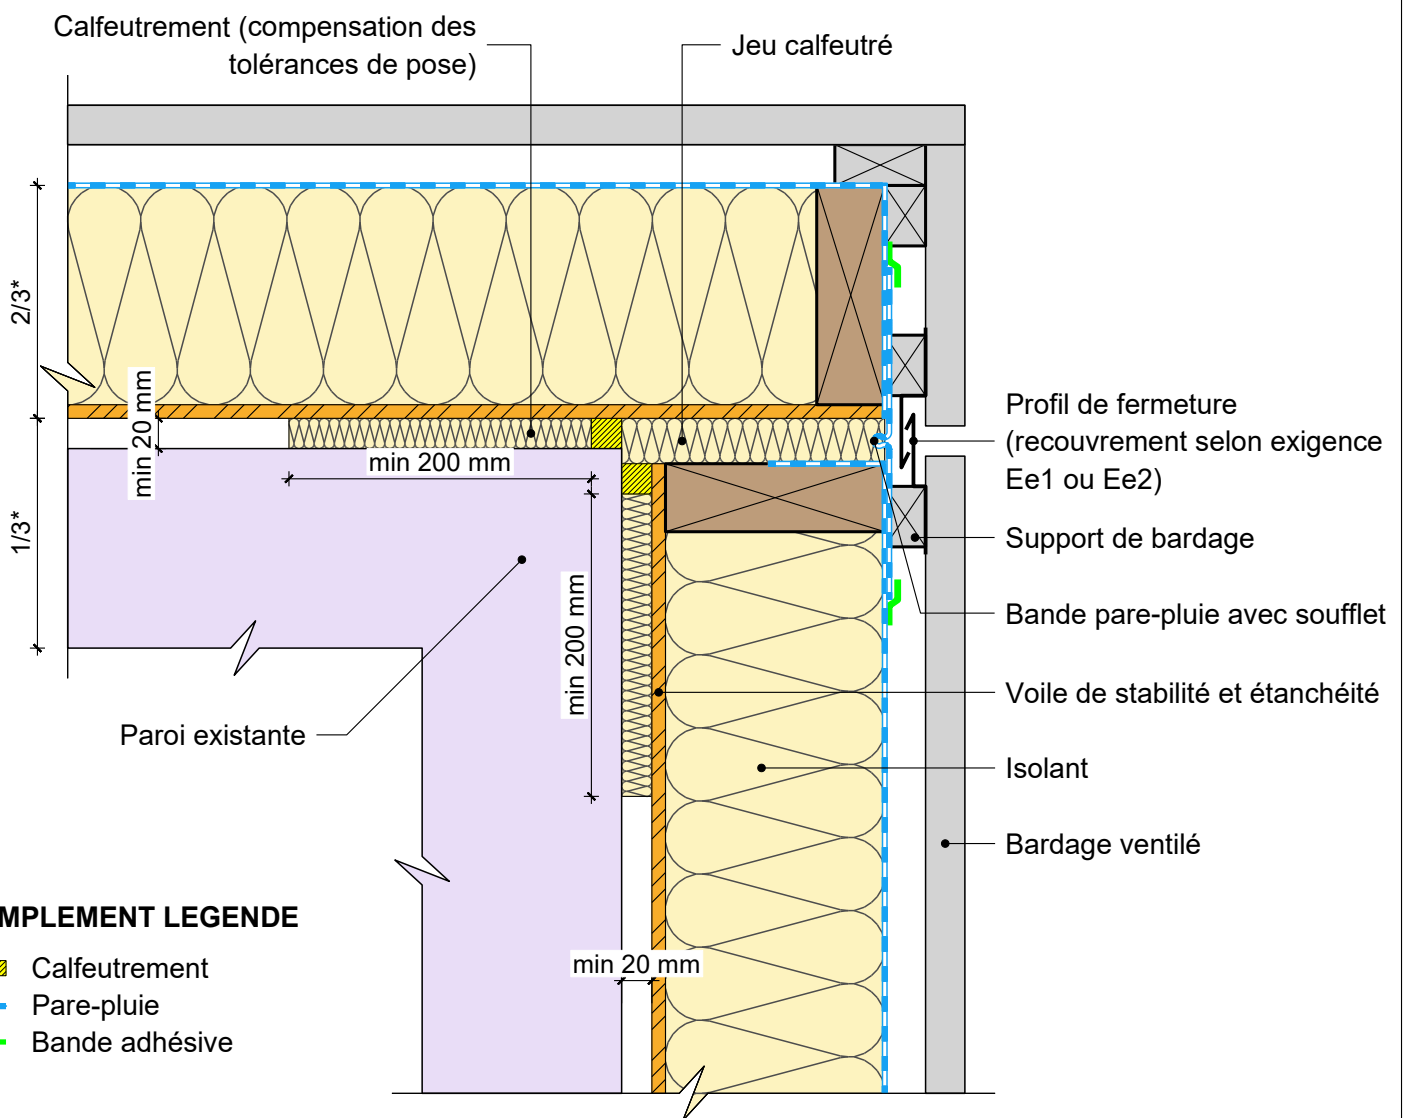 Calfeutrement (compensation des
tolérances de pose)
Jeu calfeutré
2/3*
min 20 mm
min 200 mm
1/3*
min 200 mm
Profil de fermeture
(recouvrement selon exigence
Ee1 ou Ee2)
Support de bardage
Bande pare-pluie avec soufflet
Voile de stabilité et étanchéité
Paroi existante
Isolant
Bardage ventilé
MPLEMENT LEGENDE
Calfeutrement
Pare-pluie
Bande adhésive
min 20 mm